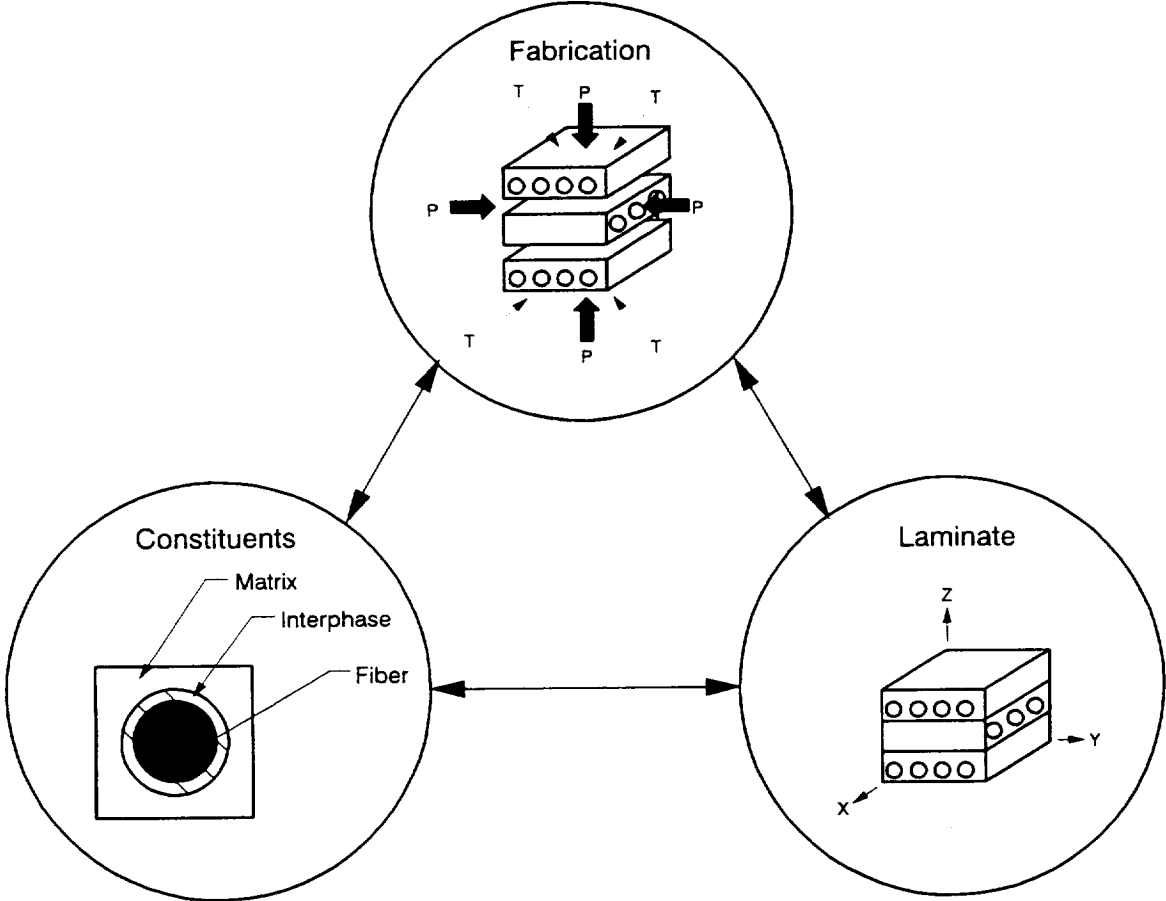 Fabrication
T P T
P P
T P T
Constituents
Matrix
Interphase
Fiber
Laminate
Z
Y
X